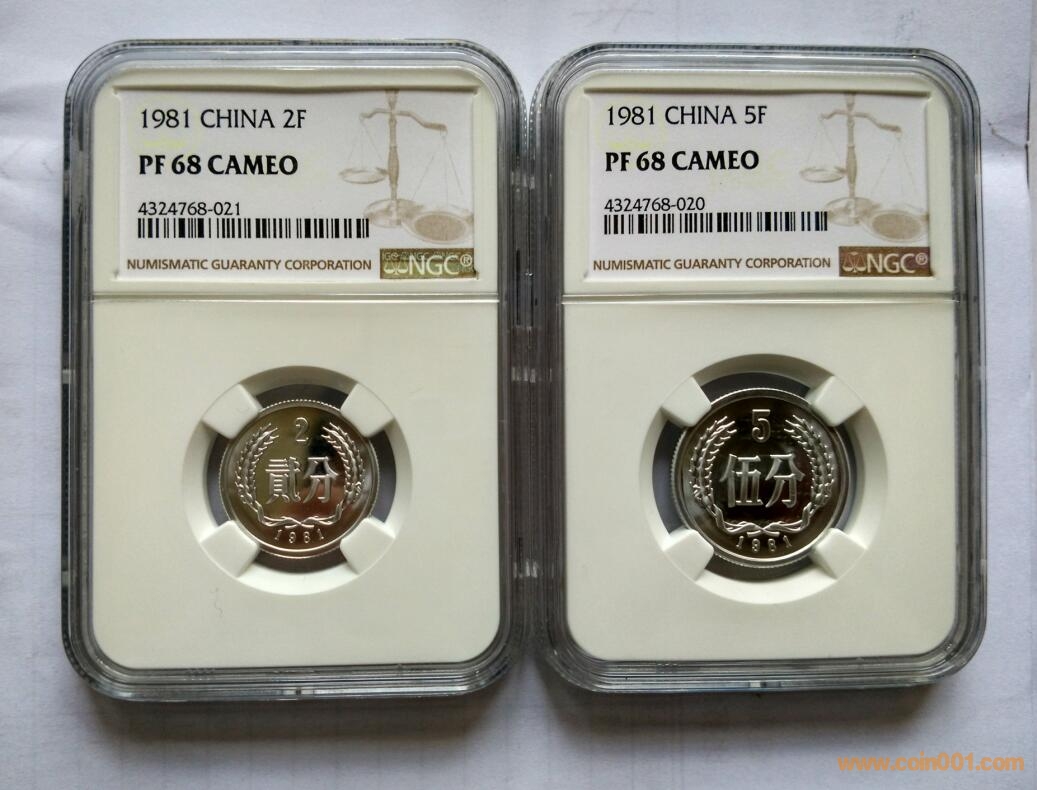 1981 CHINA 2F
PF 68 CAMEO
4324768-021
NUMISMATIC GUARANTY CORPORATION NGC®
2
貳分
1981
1981 CHINA 5F
PF 68 CAMEO
4324768-020
NUMISMATIC GUARANTY CORPORATION NGC®
5
伍分
1981
www.coin001.com